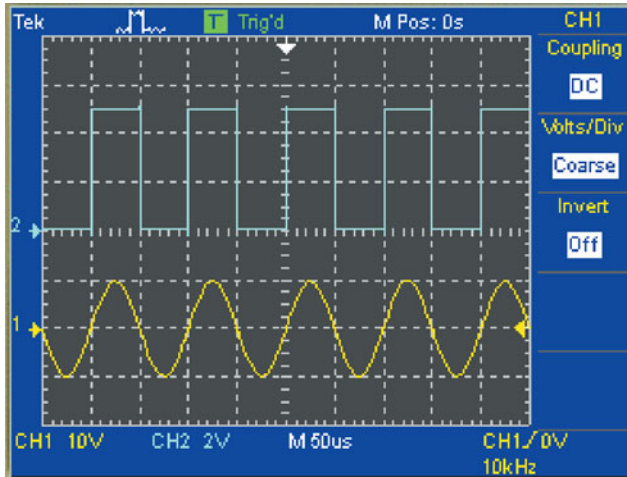 Tek T Trig'd M Pos: 0s CH1
Coupling
DC
Volts/Div
Coarse
Invert
Off
2
1
CH1 10V CH2 2V M 50us CH1 / 0V
10kHz